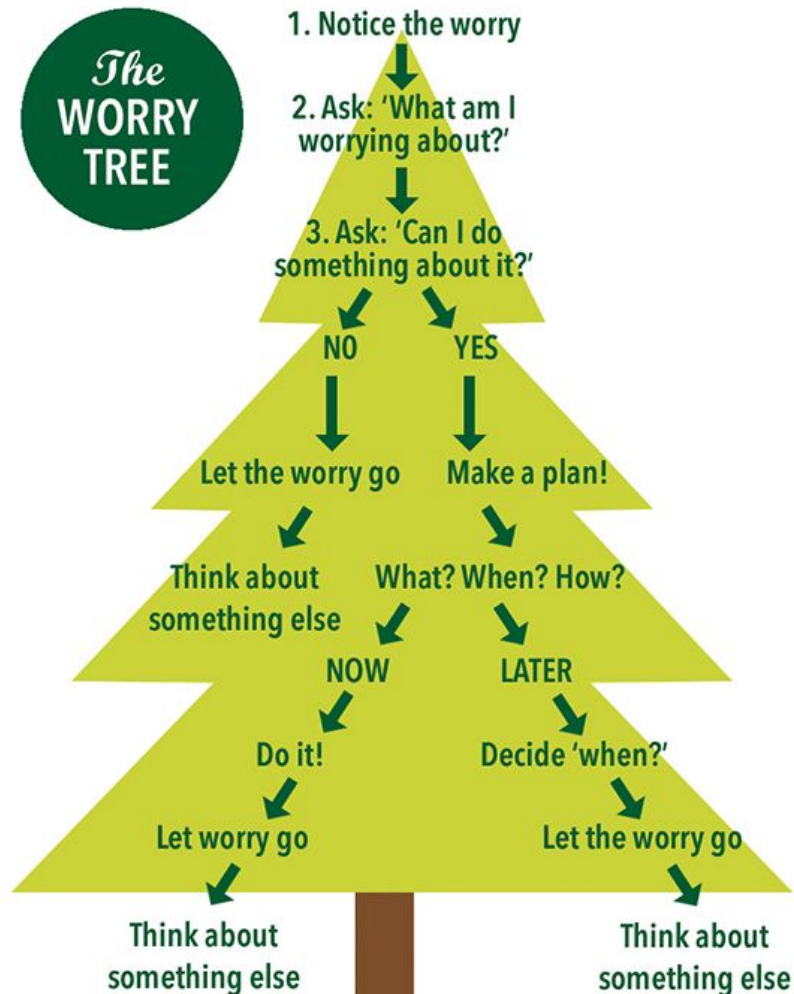 The
WORRY
TREE
1. Notice the worry
2. Ask: ‘What am I
worrying about?’
3. Ask: ‘Can I do
something about it?’
NO
YES
Let the worry go
Make a plan!
Think about
something else
What? When? How?
NOW
LATER
Do it!
Decide ‘when?’
Let worry go
Let the worry go
Think about
something else
Think about
something else